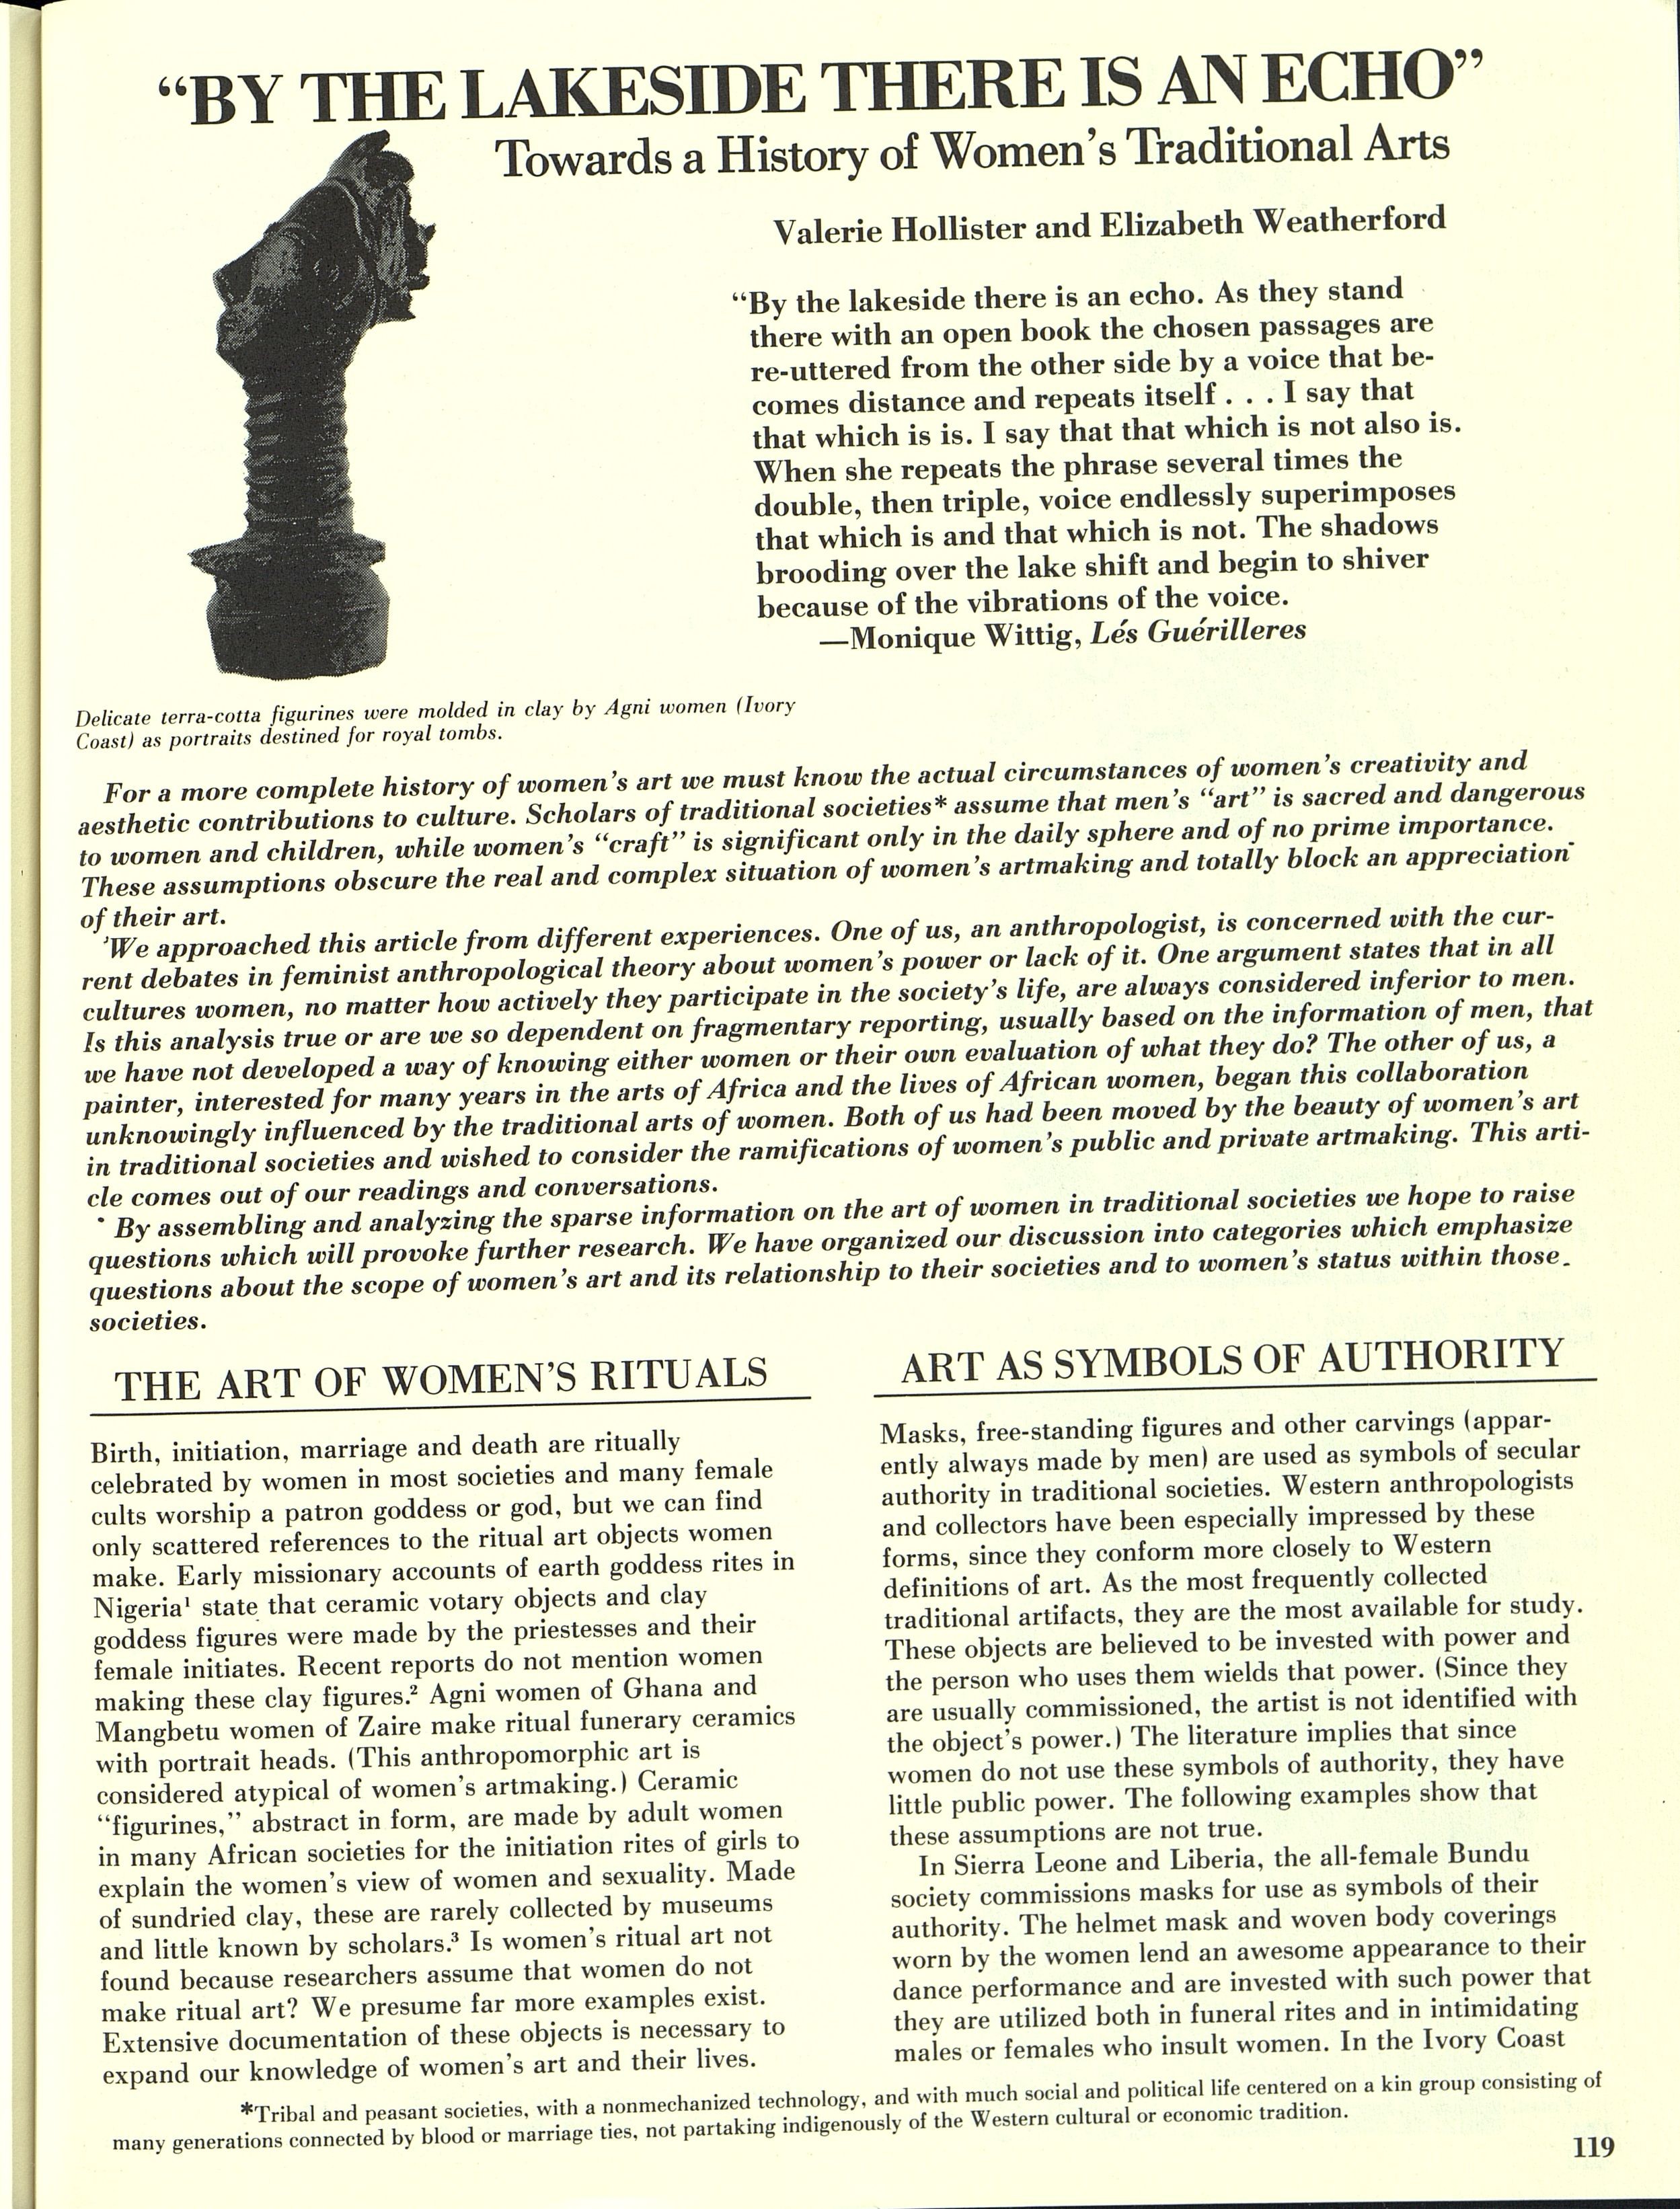 “BY THE LAKESIDE THERE IS AN ECHO”
Towards a History of Women’s Traditional Arts
Valerie Hollister and Elizabeth Weatherford
“By the lakeside there is an echo. As they stand
there with an open book the chosen passages are
re-uttered from the other side by a voice that be-
comes distance and repeats itself . . . I say that
that which is is. I say that that which is not also is.
When she repeats the phrase several times the
double, then triple, voice endlessly superimposes
that which is and that which is not. The shadows
brooding over the lake shift and begin to shiver
because of the vibrations of the voice.
—Monique Wittig, Lés Guérilleres
Delicate terra-cotta figurines were molded in clay by Agni women (Ivory
Coast) as portraits destined for royal tombs.
For a more complete history of women’s art we must know the actual circumstances of women’s creativity and
aesthetic contributions to culture. Scholars of traditional societies* assume that men’s “art” is sacred and dangerous
to women and children, while women’s “craft” is significant only in the daily sphere and of no prime importance.
These assumptions obscure the real and complex situation of women’s artmaking and totally block an appreciation
of their art.
We approached this article from different experiences. One of us, an anthropologist, is concerned with the cur-
rent debates in feminist anthropological theory about women’s power or lack of it. One argument states that in all
cultures women, no matter how actively they participate in the society’s life, are always considered inferior to men.
Is this analysis true or are we so dependent on fragmentary reporting, usually based on the information of men, that
we have not developed a way of knowing either women or their own evaluation of what they do? The other of us, a
painter, interested for many years in the arts of Africa and the lives of African women, began this collaboration
unknowingly influenced by the traditional arts of women. Both of us had been moved by the beauty of women’s art
in traditional societies and wished to consider the ramifications of women’s public and private artmaking. This arti-
cle comes out of our readings and conversations.
By assembling and analyzing the sparse information on the art of women in traditional societies we hope to raise
questions which will provoke further research. We have organized our discussion into categories which emphasize
questions about the scope of women’s art and its relationship to their societies and to women’s status within those
societies.
THE ART OF WOMEN’S RITUALS
Birth, initiation, marriage and death are ritually
celebrated by women in most societies and many female
cults worship a patron goddess or god, but we can find
only scattered references to the ritual art objects women
make. Early missionary accounts of earth goddess rites in
Nigeria¹ state that ceramic votary objects and clay
goddess figures were made by the priestesses and their
female initiates. Recent reports do not mention women
making these clay figures.² Agni women of Ghana and
Mangbetu women of Zaire make ritual funerary ceramics
with portrait heads. (This anthropomorphic art is
considered atypical of women’s artmaking.) Ceramic
“figurines,” abstract in form, are made by adult women
in many African societies for the initiation rites of girls to
explain the women’s view of women and sexuality. Made
of sundried clay, these are rarely collected by museums
and little known by scholars.³ Is women’s ritual art not
found because researchers assume that women do not
make ritual art? We presume far more examples exist.
Extensive documentation of these objects is necessary to
expand our knowledge of women’s art and their lives.
ART AS SYMBOLS OF AUTHORITY
Masks, free-standing figures and other carvings (appar-
ently always made by men) are used as symbols of secular
authority in traditional societies. Western anthropologists
and collectors have been especially impressed by these
forms, since they conform more closely to Western
definitions of art. As the most frequently collected
traditional artifacts, they are the most available for study.
These objects are believed to be invested with power and
the person who uses them wields that power. (Since they
are usually commissioned, the artist is not identified with
the object’s power.) The literature implies that since
women do not use these symbols of authority, they have
little public power. The following examples show that
these assumptions are not true.
In Sierra Leone and Liberia, the all-female Bundu
society commissions masks for use as symbols of their
authority. The helmet mask and woven body coverings
worn by the women lend an awesome appearance to their
dance performance and are invested with such power that
they are utilized both in funeral rites and in intimidating
males or females who insult women. In the Ivory Coast
*Tribal and peasant societies, with a nonmechanized technology, and with much social and political life centered on a kin group consisting of
many generations connected by blood or marriage ties, not partaking indigenously of the Western cultural or economic tradition.
119